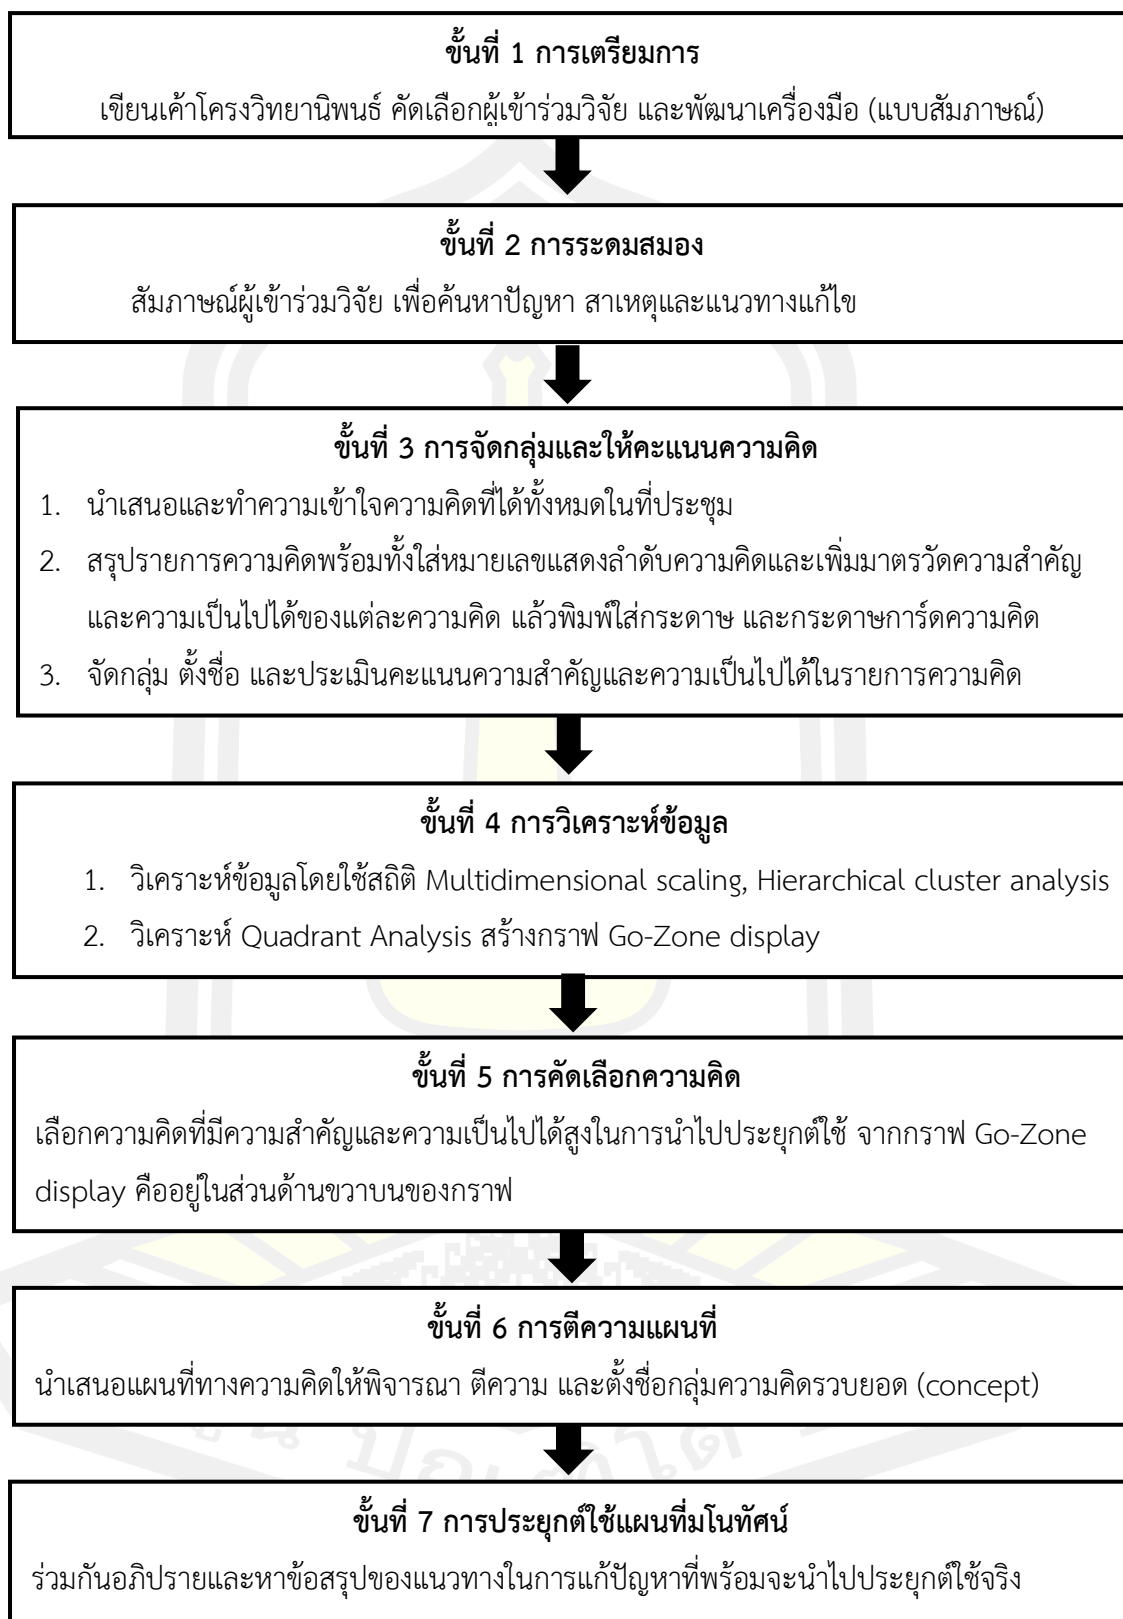 ขั้นที่ 1 การเตรียมการ
เขียนเค้าโครงวิทยานิพนธ์ คัดเลือกผู้เข้าร่วมวิจัย และพัฒนาเครื่องมือ (แบบสัมภาษณ์)
ขั้นที่ 2 การระดมสมอง
สัมภาษณ์ผู้เข้าร่วมวิจัย เพื่อค้นหาปัญหา สาเหตุและแนวทางแก้ไข
ขั้นที่ 3 การจัดกลุ่มและให้คะแนนความคิด
1. นำเสนอและทำความเข้าใจความคิดที่ได้ทั้งหมดในที่ประชุม
2. สรุปรายการความคิดพร้อมทั้งใส่หมายเลขแสดงลำดับความคิดและเพิ่มมาตรวัดความสำคัญ
และความเป็นไปได้ของแต่ละความคิด แล้วพิมพ์ใส่กระดาษ และกระดาษการ์ดความคิด
3. จัดกลุ่ม ตั้งชื่อ และประเมินคะแนนความสำคัญและความเป็นไปได้ในรายการความคิด
ขั้นที่ 4 การวิเคราะห์ข้อมูล
1. วิเคราะห์ข้อมูลโดยใช้สถิติ Multidimensional scaling, Hierarchical cluster analysis
2. วิเคราะห์ Quadrant Analysis สร้างกราฟ Go-Zone display
ขั้นที่ 5 การคัดเลือกความคิด
เลือกความคิดที่มีความสำคัญและความเป็นไปได้สูงในการนำไปประยุกต์ใช้ จากกราฟ Go-Zone
display คืออยู่ในส่วนด้านขวาบนของกราฟ
ขั้นที่ 6 การตีความแผนที่
นำเสนอแผนที่ทางความคิดให้พิจารณา ตีความ และตั้งชื่อกลุ่มความคิดรวบยอด (concept)
ขั้นที่ 7 การประยุกต์ใช้แผนที่มโนทัศน์
ร่วมกันอภิปรายและหาข้อสรุปของแนวทางในการแก้ปัญหาที่พร้อมจะนำไปประยุกต์ใช้จริง